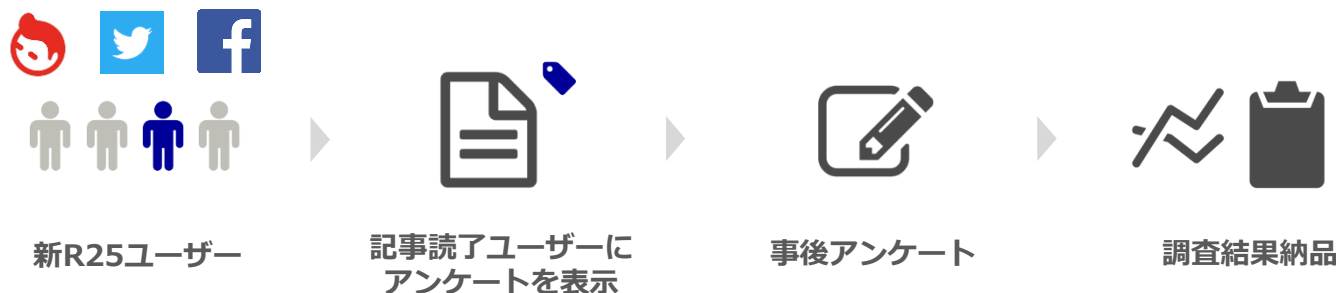 新R25ユーザー
記事読了ユーザーに
アンケートを表示
事後アンケート
調査結果納品